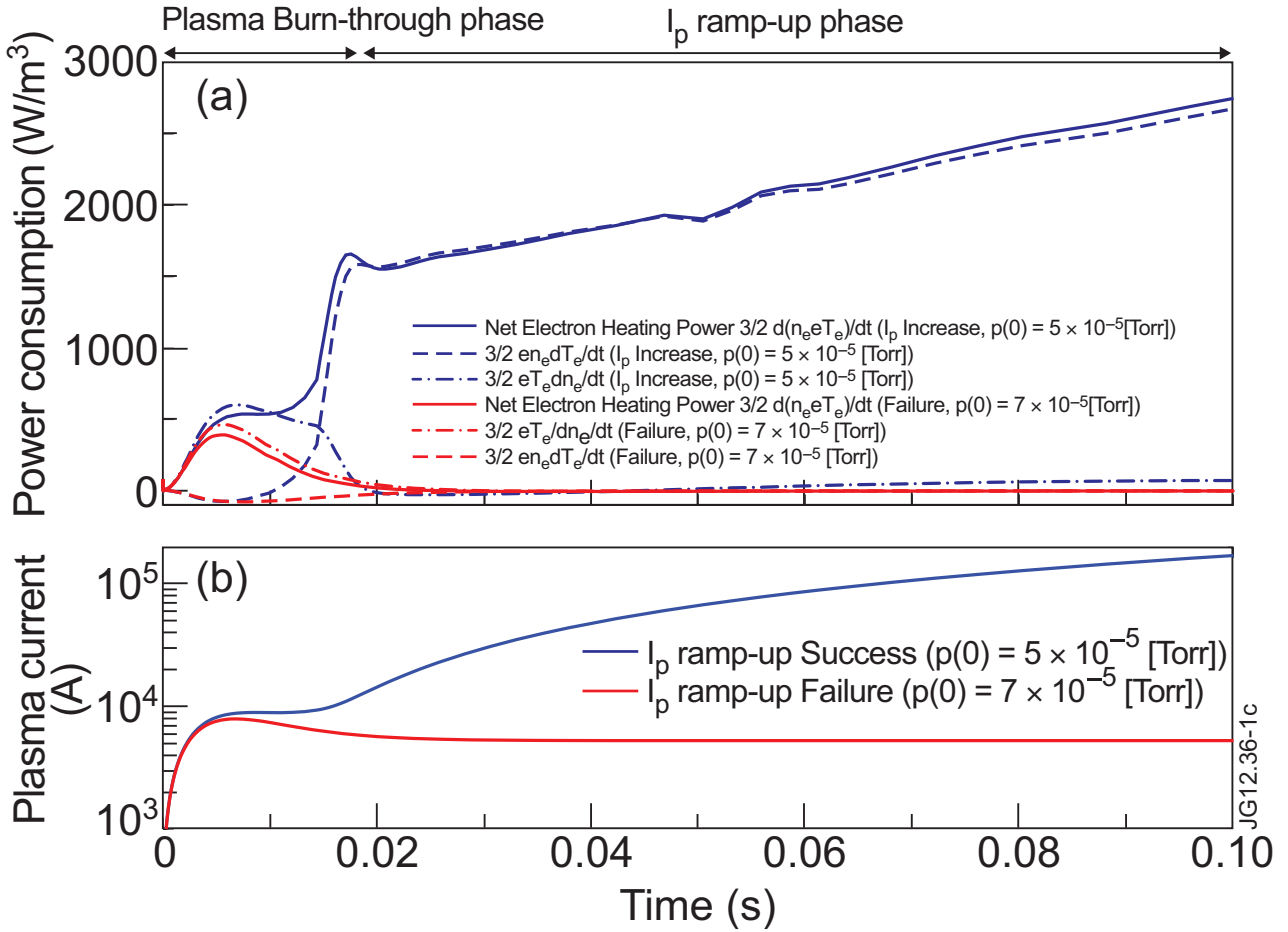 Plasma Burn-through phase
I_p ramp-up phase
Power consumption (W/m³)
3000
2000
1000
0
(a)
Net Electron Heating Power 3/2 d(n_eeT_e)/dt (I_p Increase, p(0) = 5 × 10⁻⁵[Torr])
3/2 en_edT_e/dt (I_p Increase, p(0) = 5 × 10⁻⁵ [Torr])
3/2 eT_edn_e/dt (I_p Increase, p(0) = 5 × 10⁻⁵ [Torr])
Net Electron Heating Power 3/2 d(n_eeT_e)/dt (Failure, p(0) = 7 × 10⁻⁵[Torr])
3/2 eT_e/dn_e/dt (Failure, p(0) = 7 × 10⁻⁵ [Torr])
3/2 en_edT_e/dt (Failure, p(0) = 7 × 10⁻⁵ [Torr])
Plasma current
(A)
10⁵
10⁴
10³
(b)
I_p ramp-up Success (p(0) = 5 × 10⁻⁵ [Torr])
I_p ramp-up Failure (p(0) = 7 × 10⁻⁵ [Torr])
0
0.02
0.04
0.06
0.08
0.10
Time (s)
JG12.36-1c